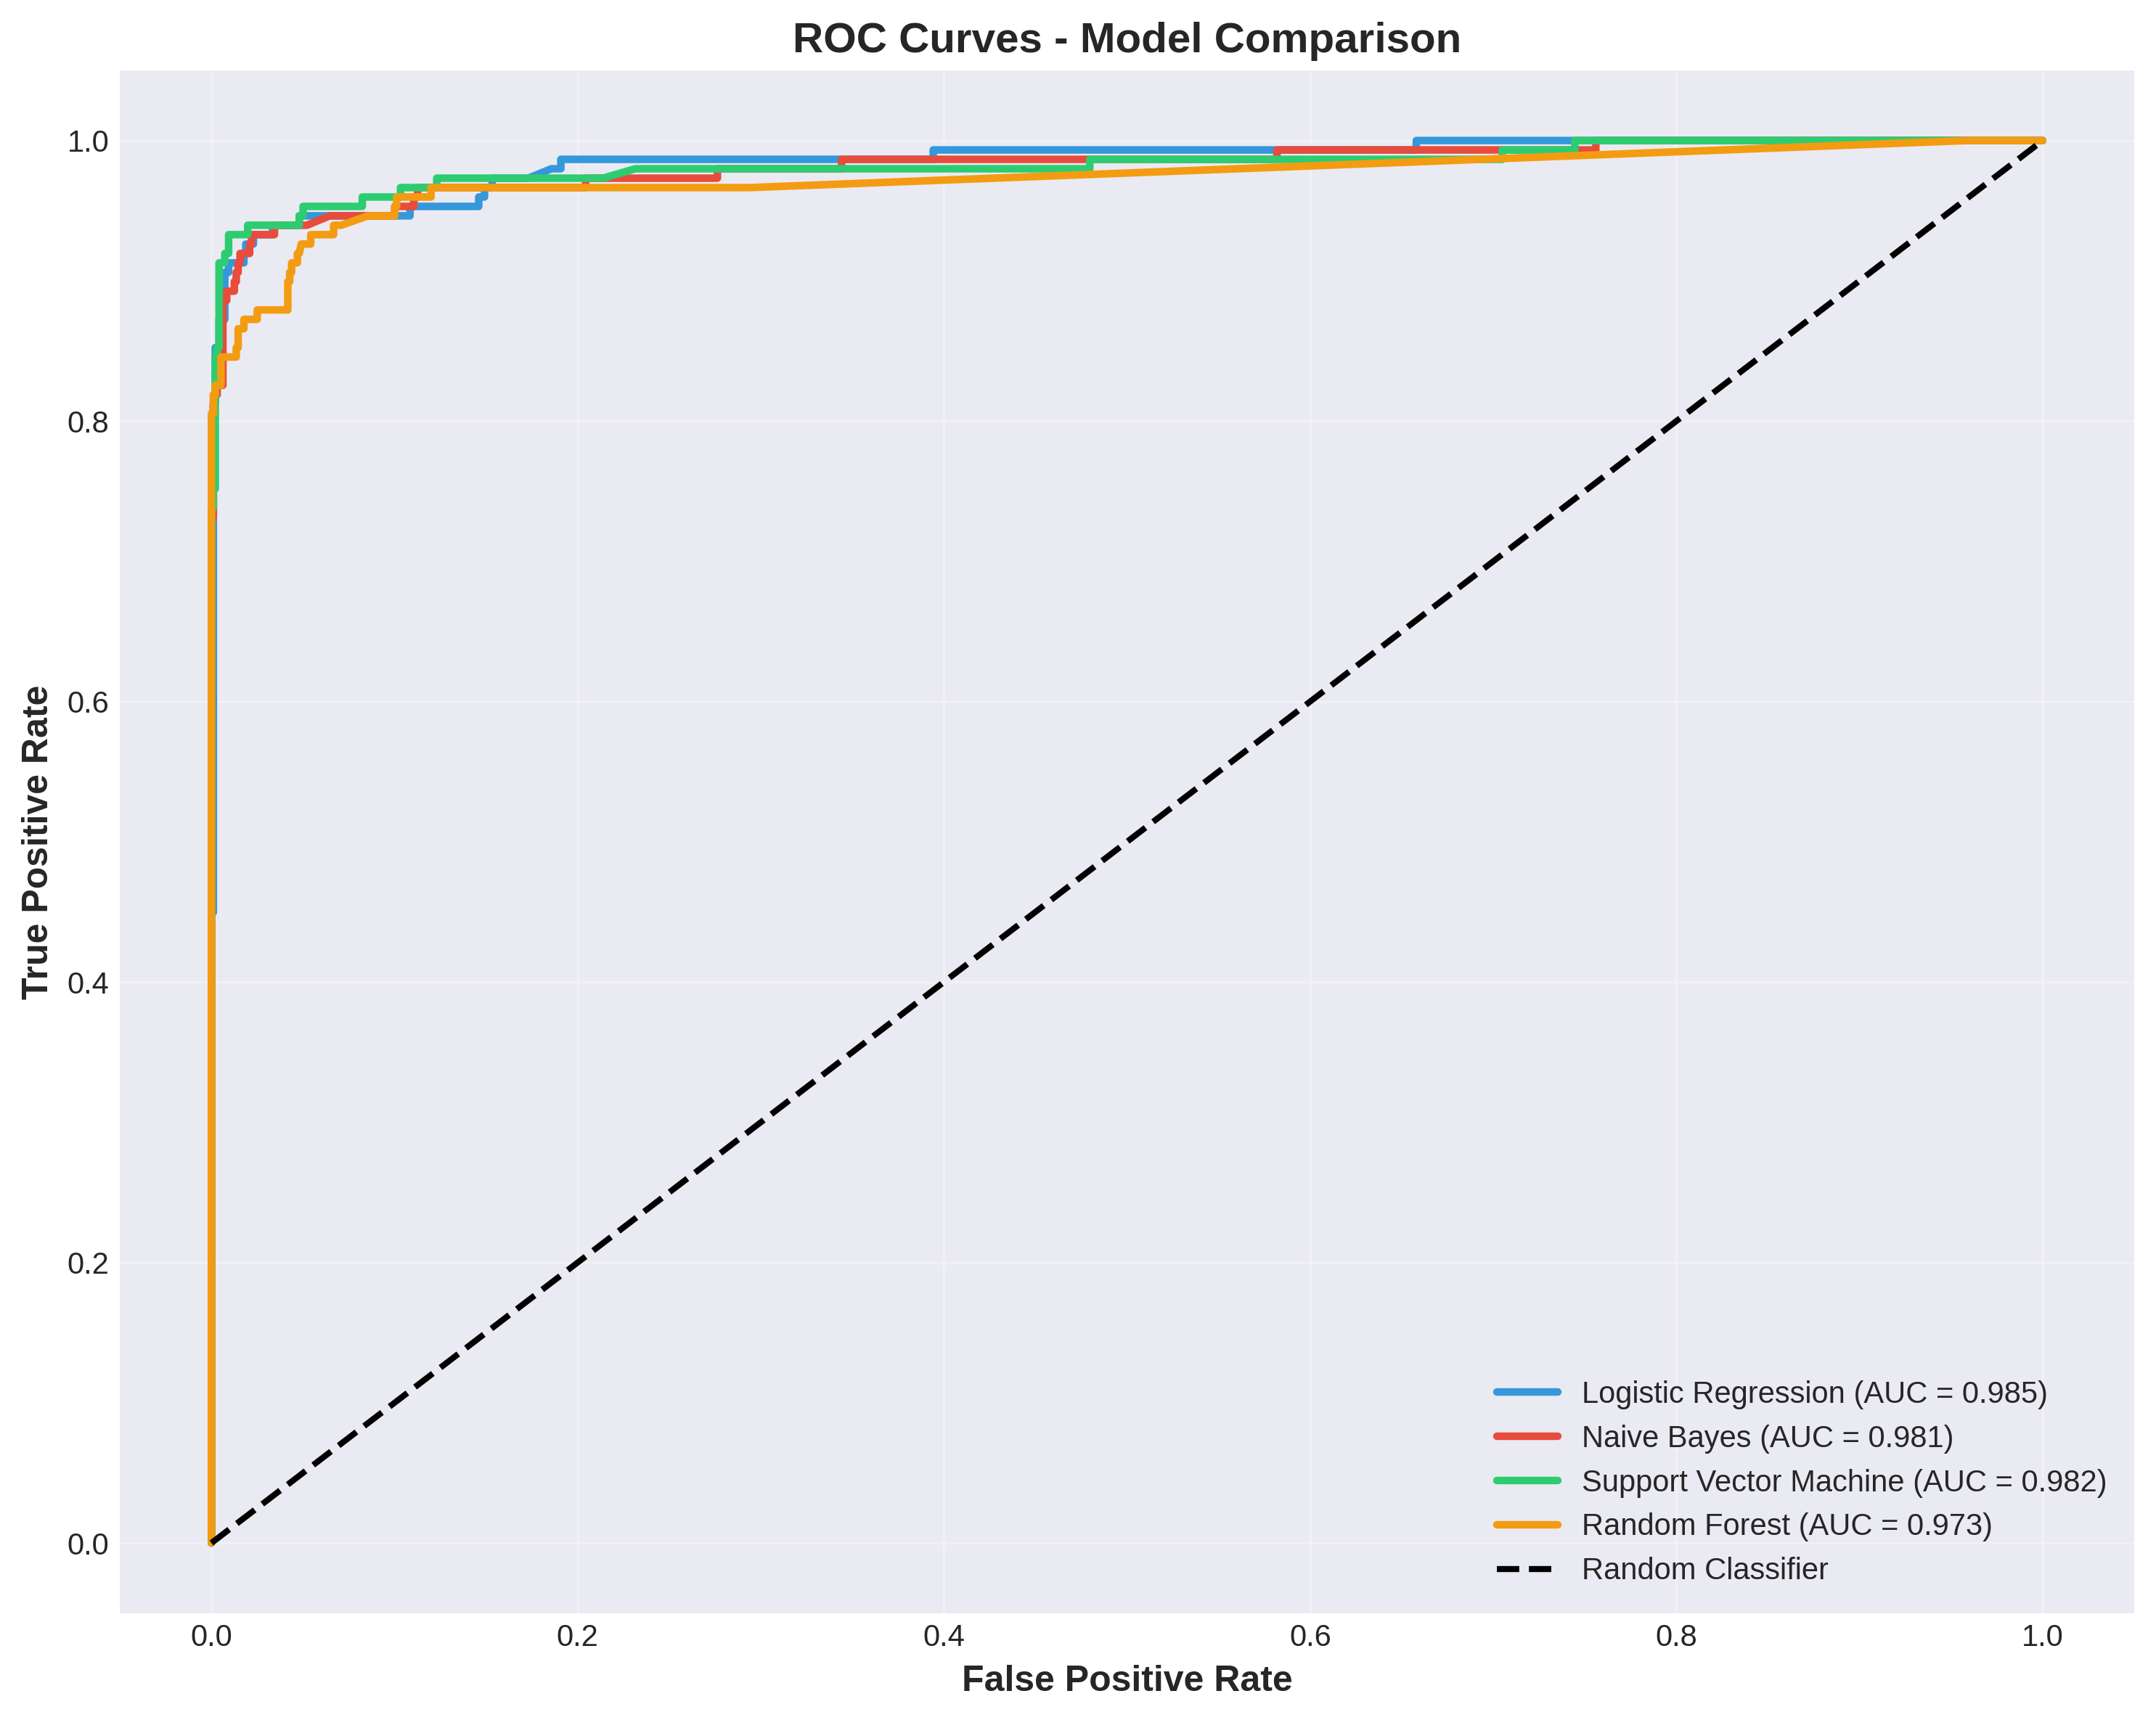 ROC Curves - Model Comparison
True Positive Rate
1.0
0.8
0.6
0.4
0.2
0.0
Logistic Regression (AUC = 0.985)
Naive Bayes (AUC = 0.981)
Support Vector Machine (AUC = 0.982)
Random Forest (AUC = 0.973)
Random Classifier
0.0 0.2 0.4 0.6 0.8 1.0
False Positive Rate